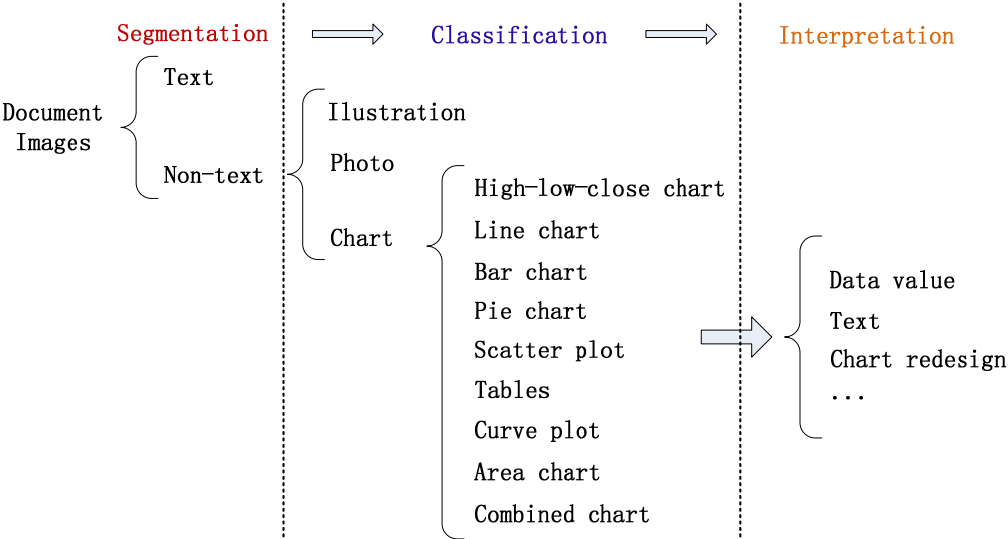 Segmentation
Classification
Interpretation
Document
Images
Text
Non-text
Ilustration
Photo
Chart
High-low-close chart
Line chart
Bar chart
Pie chart
Scatter plot
Tables
Curve plot
Area chart
Combined chart
Data value
Text
Chart redesign
...